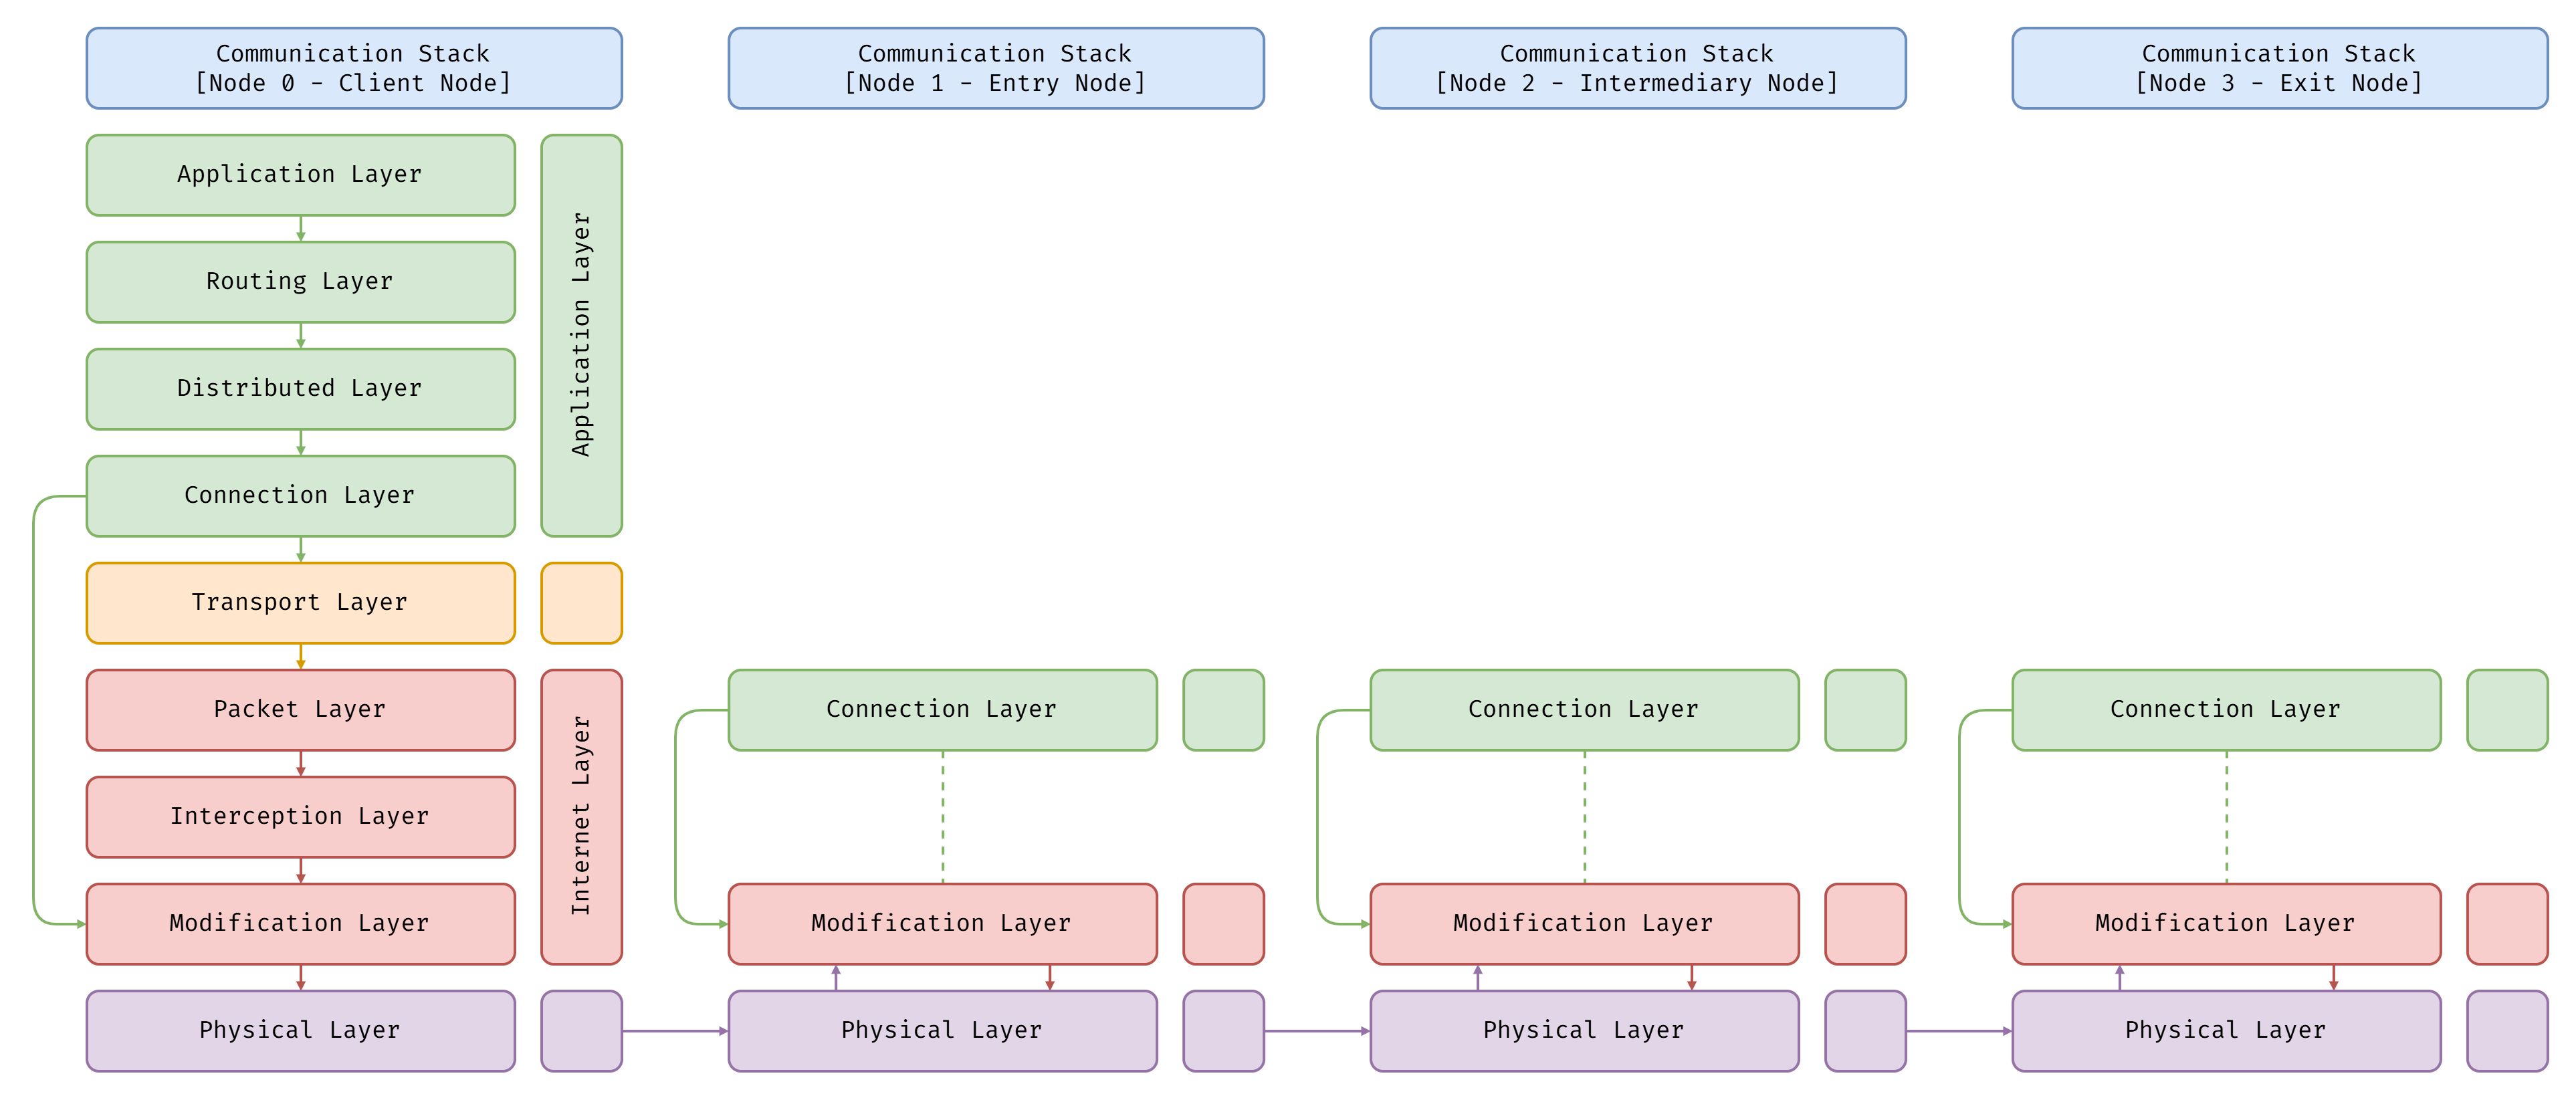 Communication Stack
[Node 0 - Client Node]
Communication Stack
[Node 1 - Entry Node]
Communication Stack
[Node 2 - Intermediary Node]
Communication Stack
[Node 3 - Exit Node]
Application Layer
Routing Layer
Distributed Layer
Connection Layer
Application Layer
Transport Layer
Packet Layer
Interception Layer
Modification Layer
Internet Layer
Physical Layer
Connection Layer
Modification Layer
Physical Layer
Connection Layer
Modification Layer
Physical Layer
Connection Layer
Modification Layer
Physical Layer